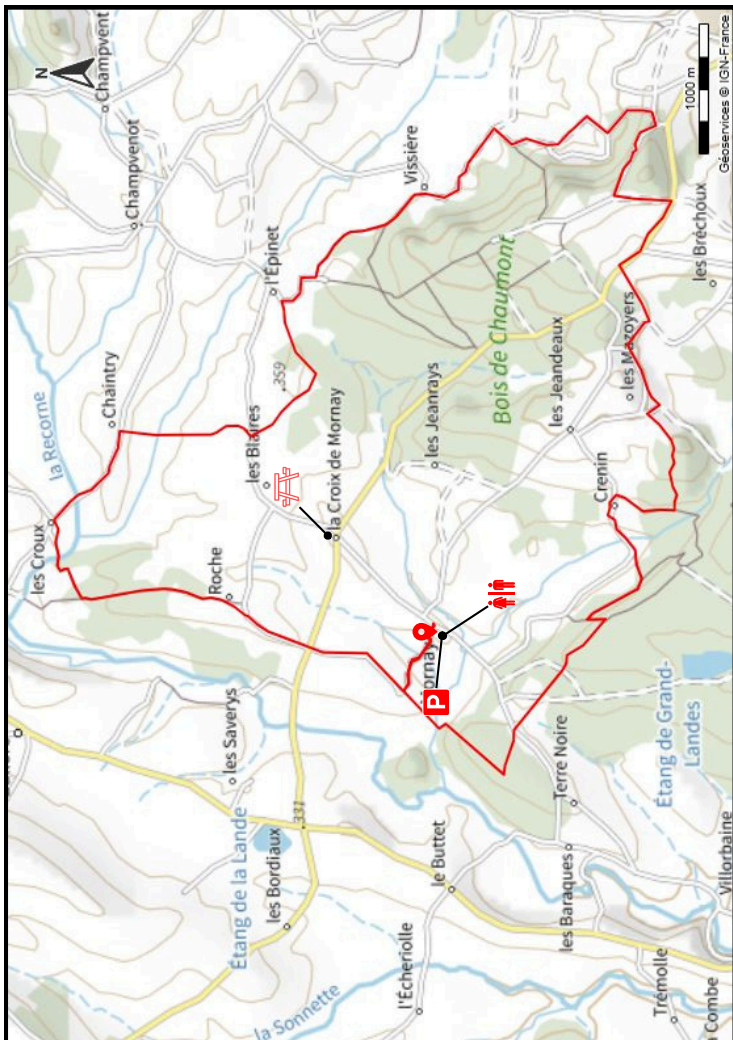 N
les Croux
la Recorne
Champvent
Chaintry
Champvenot
Roche
les Saverys
Étang de la Lande
les Blaires
l'Épinet
.359
les Bordiaux
331
la Croix de Mornay
la Sonnette
l'Écheriolle
le Buttet
Mornay
P
les Jeanrays
Vissière
Bois de Chaumont
Terre Noire
les Baraques
les Jeandeaux
Crenin
les Mazoyers
Étang de Grand-
Landes
Trémolle
Villorbaine
Combe
les Bréchoux
1000 m
Géoservices © IGN-France